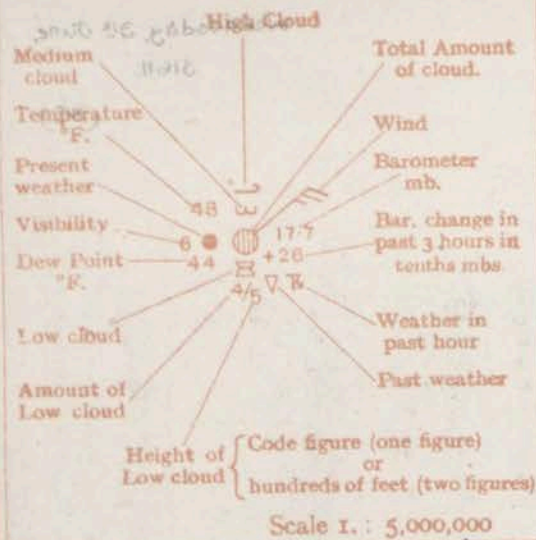 High Cloud
Medium cloud
Total Amount of cloud.
Temperature °F.
Wind
Present weather
Barometer mb.
48
Visibility
6
17.7
Bar. change in past 3 hours in tenths mbs
Dew Point °F.
44
+26
4/5
Low cloud
Weather in past hour
Amount of Low cloud
Past weather
Height of Low cloud
Code figure (one figure)
or
hundreds of feet (two figures)
Scale 1. : 5,000,000